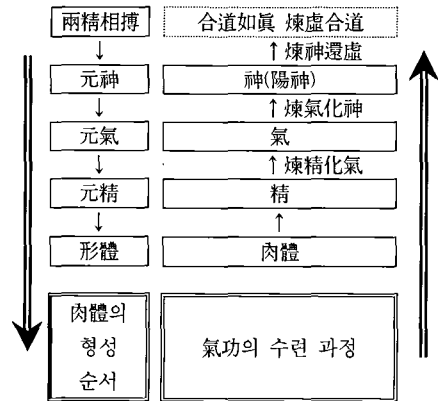 兩精相搏 合道如眞 煉虛合道
↓ ↑煉神還虛
元神 神(陽神)
↓ ↑煉氣化神
元氣 氣
↓ ↑煉精化氣
元精 精
↓ ↑
形體 肉體
肉體의
형성
순서
氣功의 수련 과정